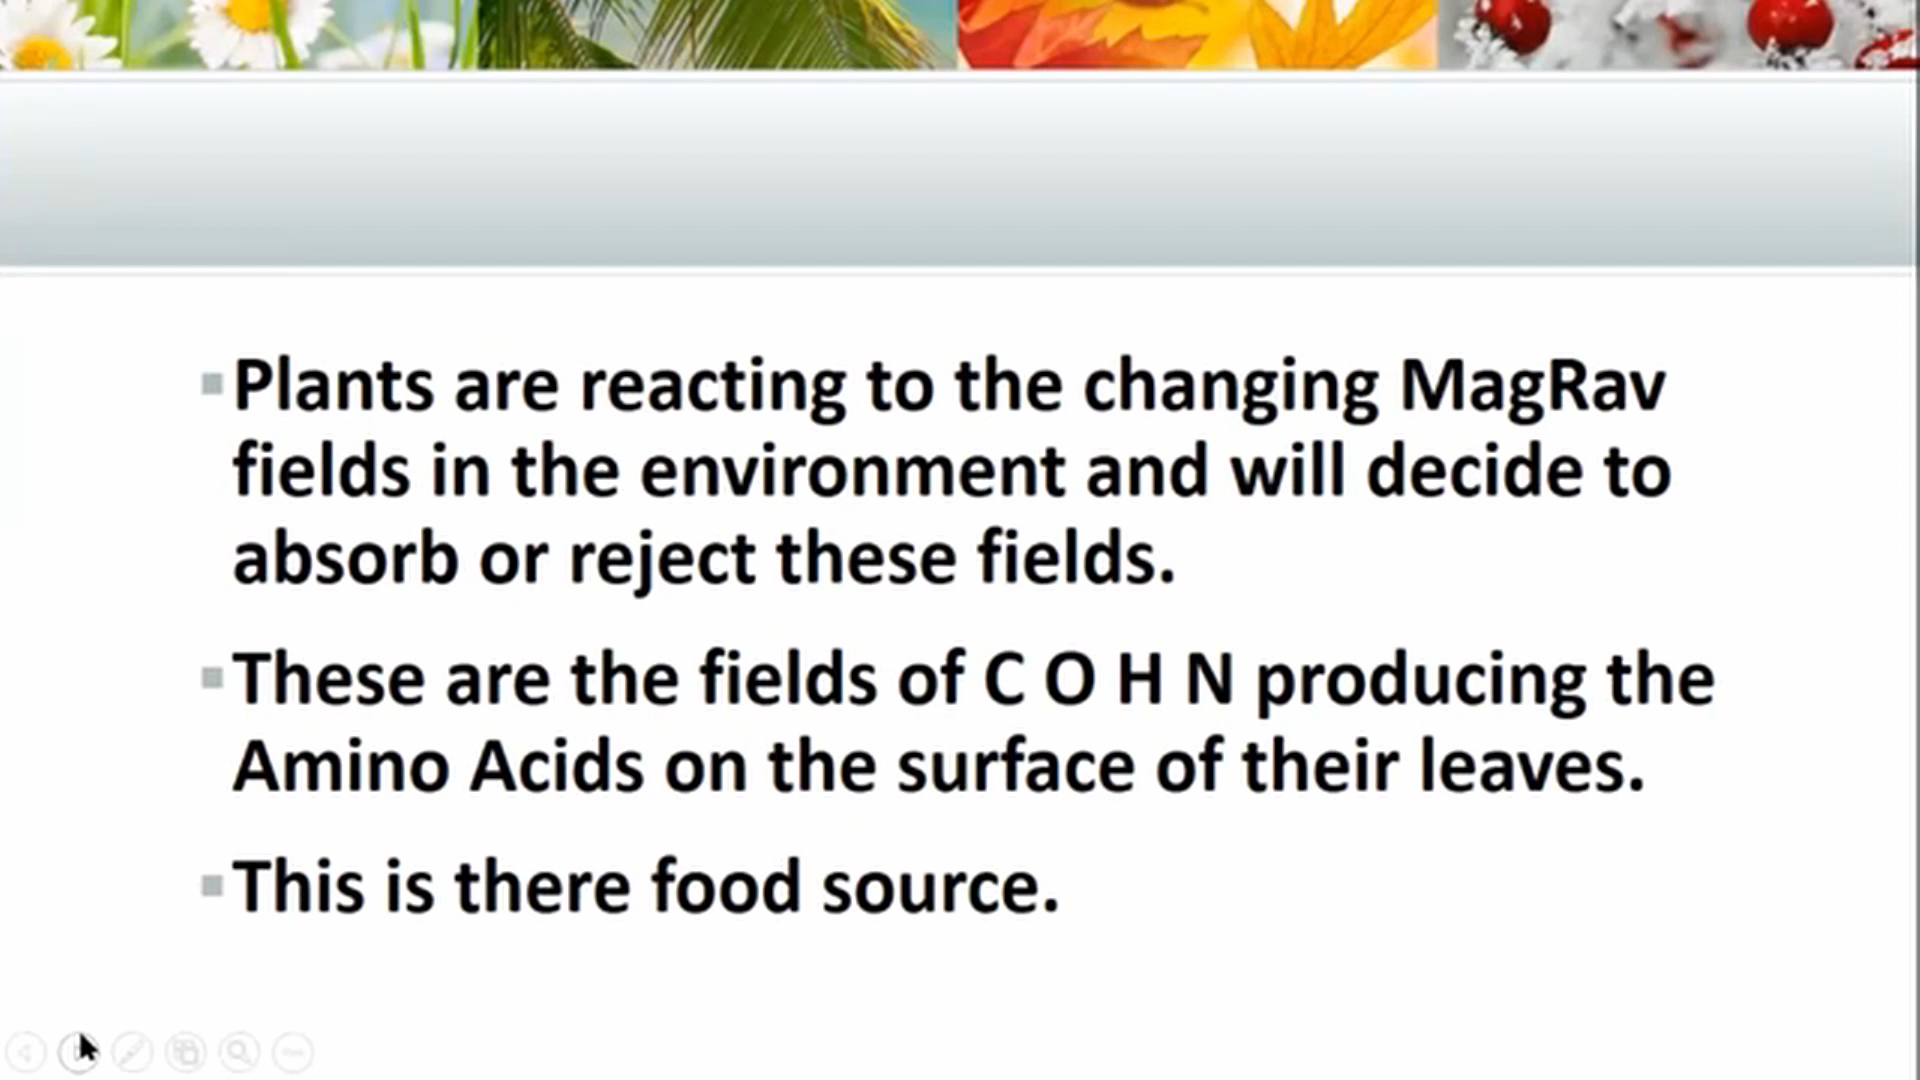 Plants are reacting to the changing MagRav
fields in the environment and will decide to
absorb or reject these fields.
These are the fields of C O H N producing the
Amino Acids on the surface of their leaves.
This is there food source.